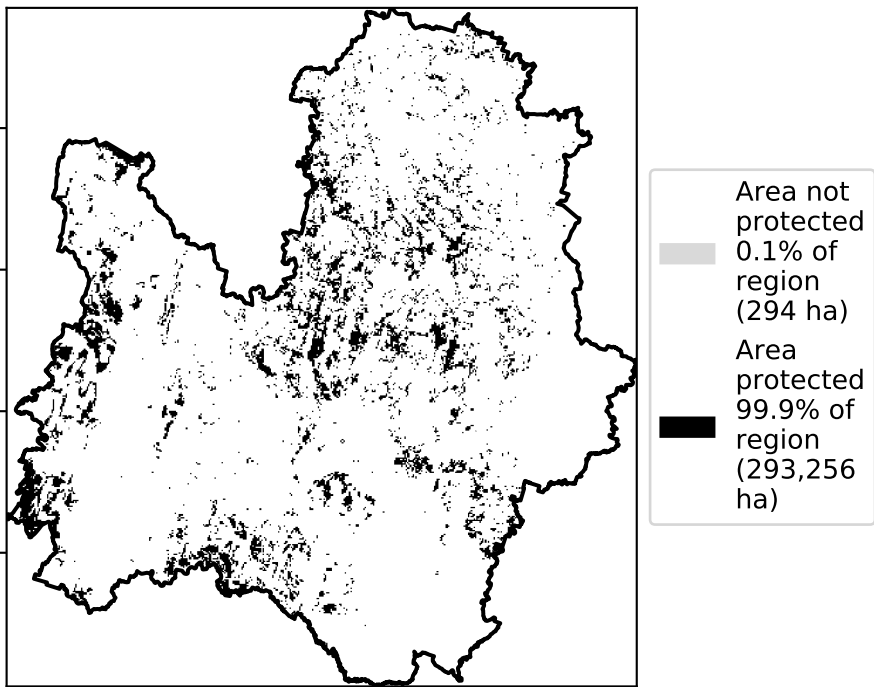 Area not
protected
0.1% of
region
(294 ha)
Area
protected
99.9% of
region
(293,256
ha)